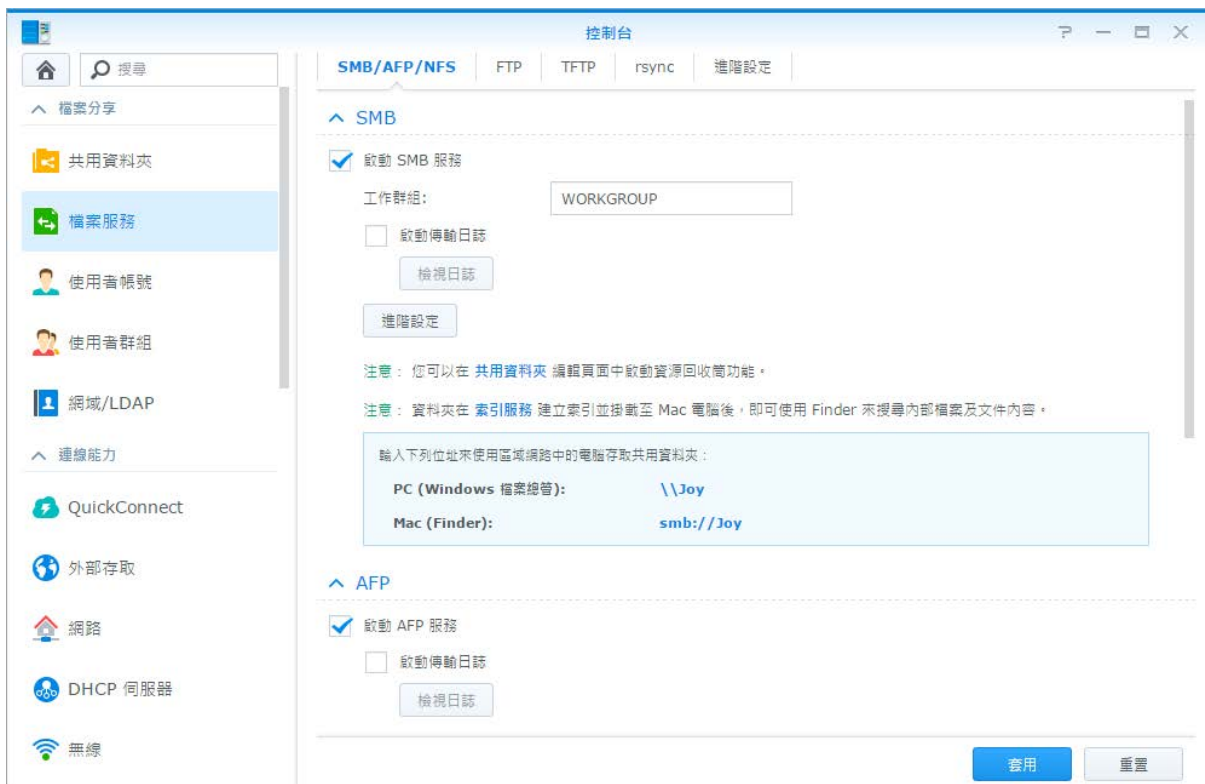 控制台
搜尋
檔案分享
共用資料夾
檔案服務
使用者帳號
使用者群組
網域/LDAP
連線能力
QuickConnect
外部存取
網路
DHCP 伺服器
無線
SMB/AFP/NFS FTP TFTP rsync 進階設定
SMB
啟動 SMB 服務
工作群組: WORKGROUP
啟動傳輸日誌
檢視日誌
進階設定
注意: 您可以在 共用資料夾 編輯頁面中啟動資源回收筒功能。
注意: 資料夾在 索引服務 建立索引並掛載至 Mac 電腦後，即可使用 Finder 來搜尋內部檔案及文件內容。
輸入下列位址來使用區域網路中的電腦存取共用資料夾:
PC (Windows 檔案總管): \\Joy
Mac (Finder): smb://Joy
AFP
啟動 AFP 服務
啟動傳輸日誌
檢視日誌
套用 重置